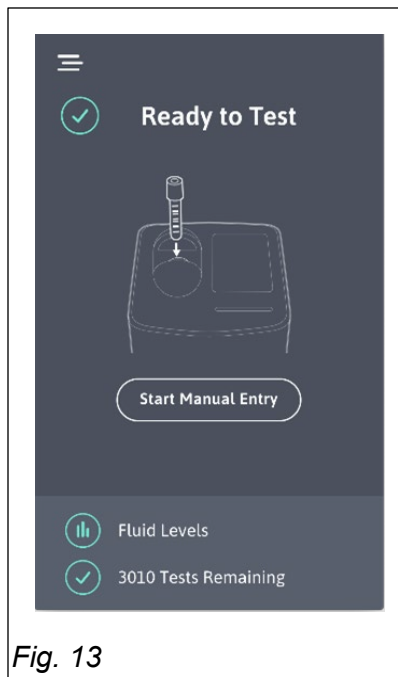 Ready to Test
Start Manual Entry
Fluid Levels
3010 Tests Remaining
Fig. 13